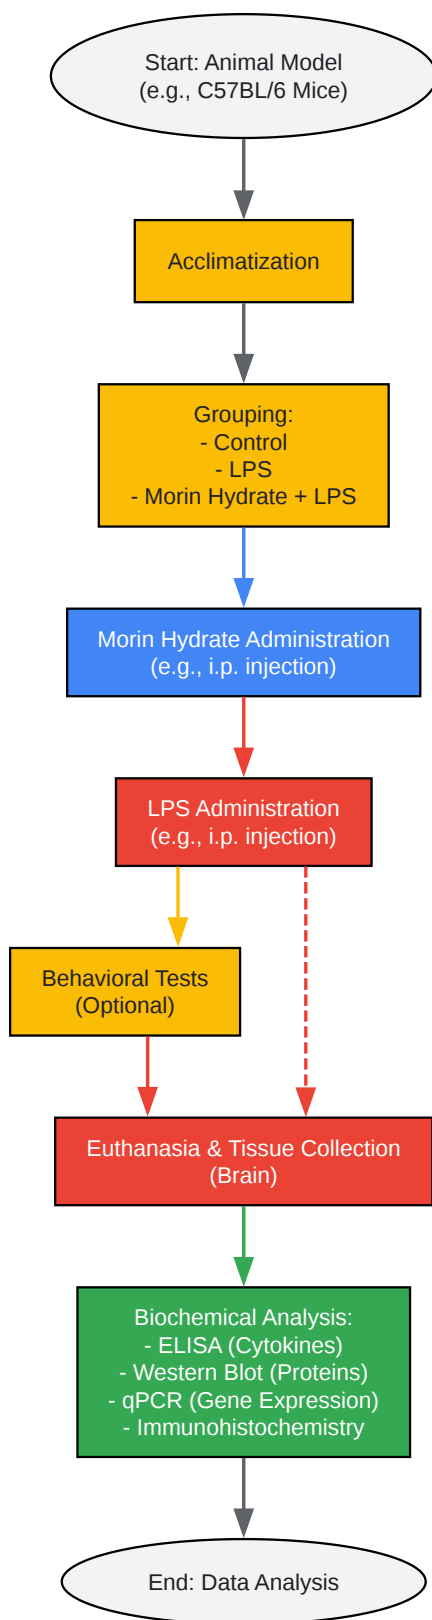 Start: Animal Model
(e.g., C57BL/6 Mice)
Acclimatization
Grouping:
- Control
- LPS
- Morin Hydrate + LPS
Morin Hydrate Administration
(e.g., i.p. injection)
LPS Administration
(e.g., i.p. injection)
Behavioral Tests
(Optional)
Euthanasia & Tissue Collection
(Brain)
Biochemical Analysis:
- ELISA (Cytokines)
- Western Blot (Proteins)
- qPCR (Gene Expression)
- Immunohistochemistry
End: Data Analysis